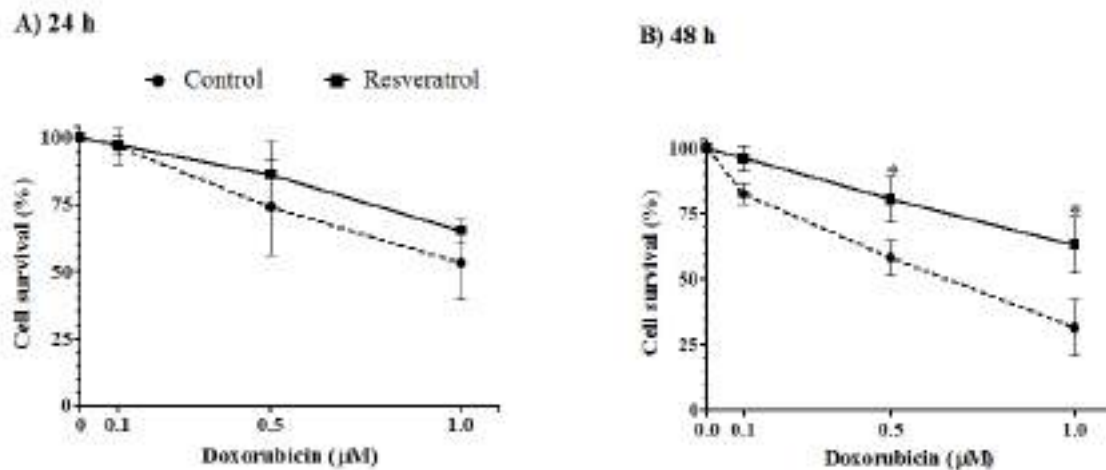 A) 24 h
Control
Resveratrol
Cell survival (%)
100
75
50
25
0
0 0.1 0.5 1.0
Doxorubicin (μM)
B) 48 h
Cell survival (%)
100
75
50
25
0
*
*
0.0 0.1 0.5 1.0
Doxorubicin (μM)